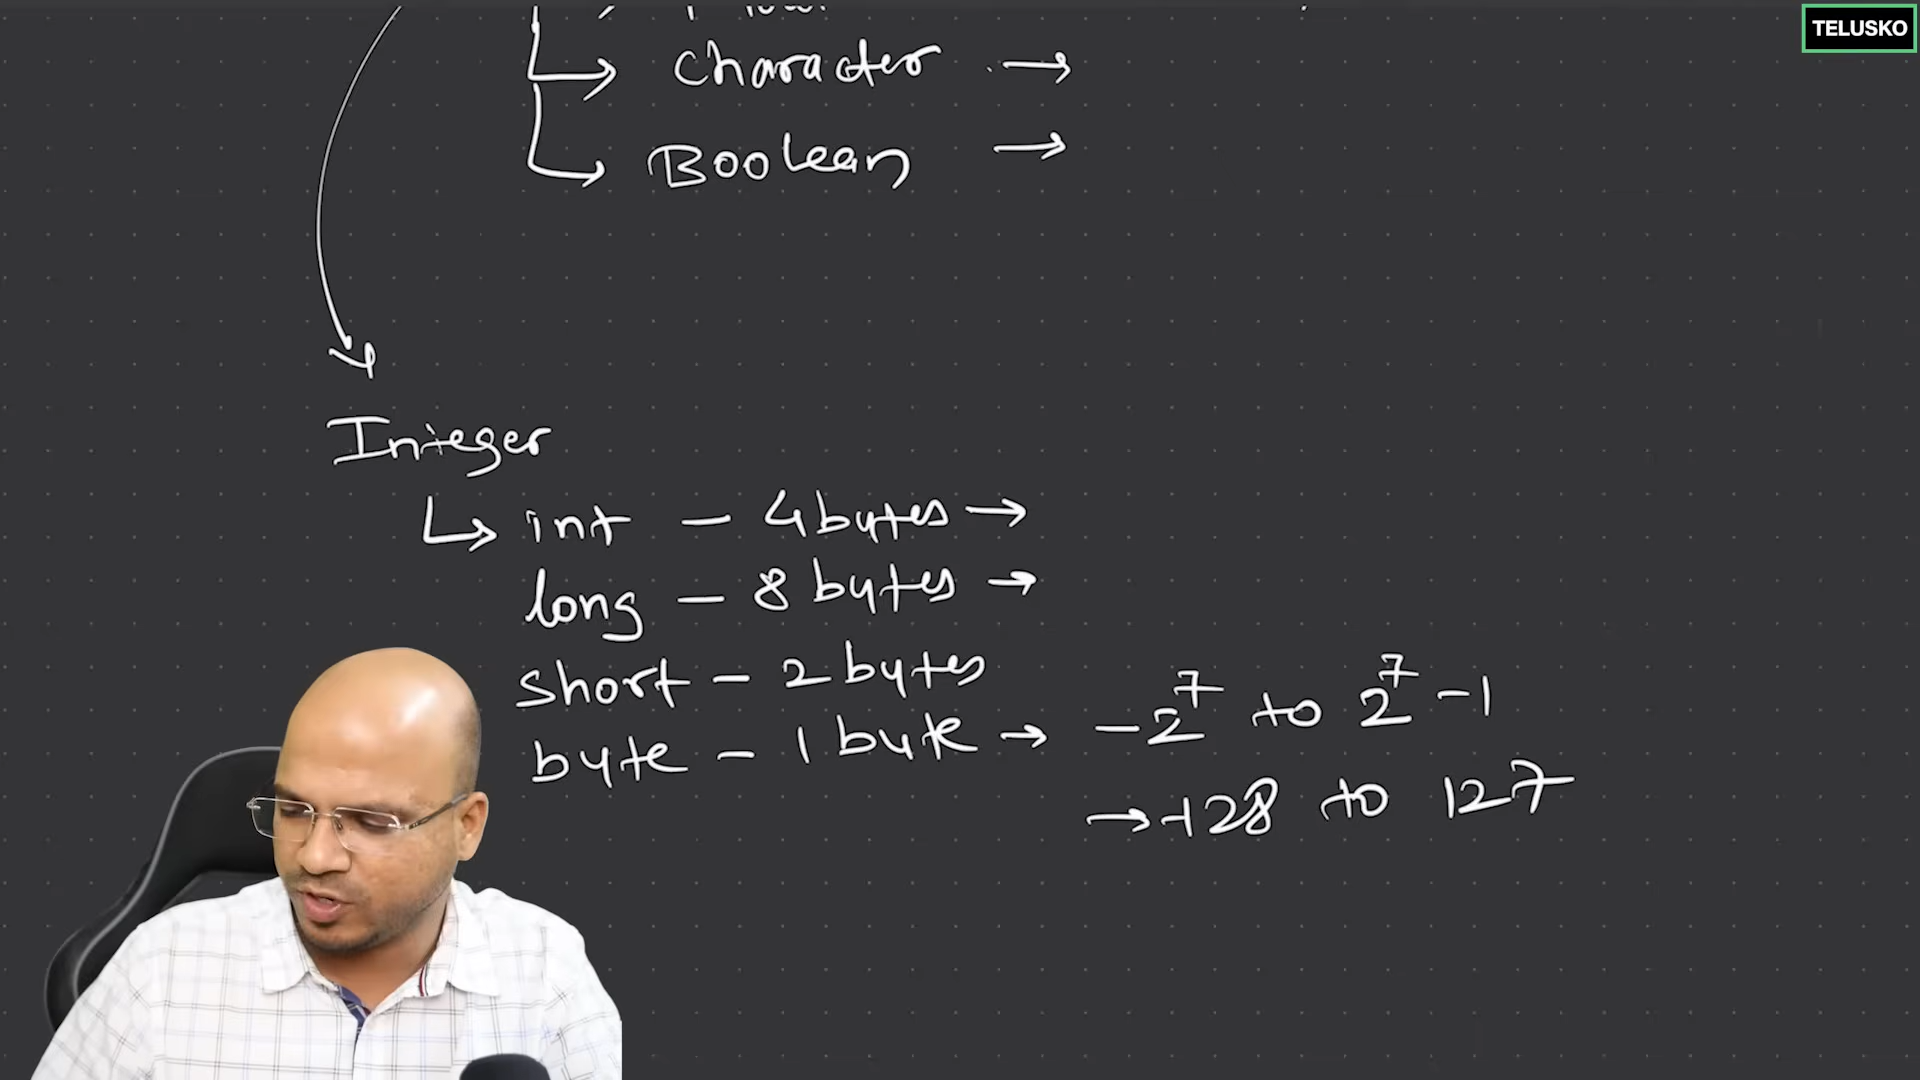 TELUSKO
Character →
Boolean →
Integer
↳ int - 4 bytes →
long - 8 bytes →
short - 2 bytes
byte - 1 byte → -2⁷ to 2⁷ -1
→ -128 to 127